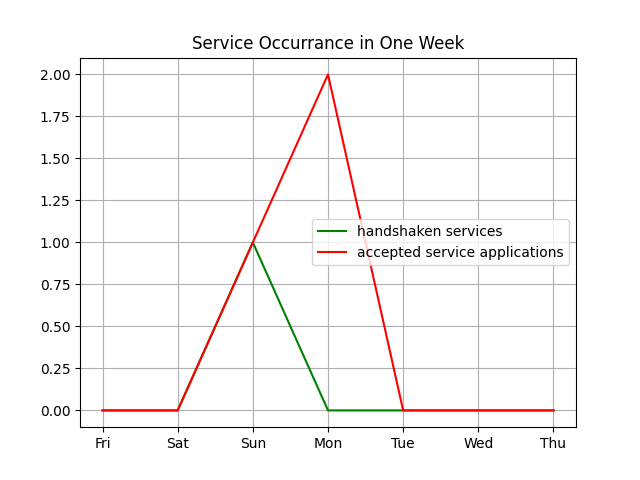 Service Occurrance in One Week
2.00
1.75
1.50
1.25
1.00
0.75
0.50
0.25
0.00
handshaken services
accepted service applications
Fri Sat Sun Mon Tue Wed Thu